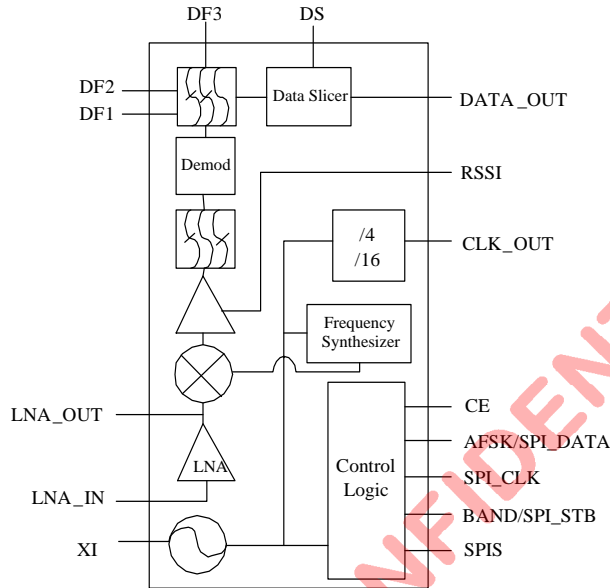 DF3
DS
DF2
DF1
Data Slicer
DATA_OUT
Demod
RSSI
/4
/16
CLK_OUT
Frequency
Synthesizer
LNA_OUT
CE
AFSK/SPI_DATA
LNA
Control
Logic
SPI_CLK
LNA_IN
BAND/SPI_STB
XI
SPIS
NFIDENT